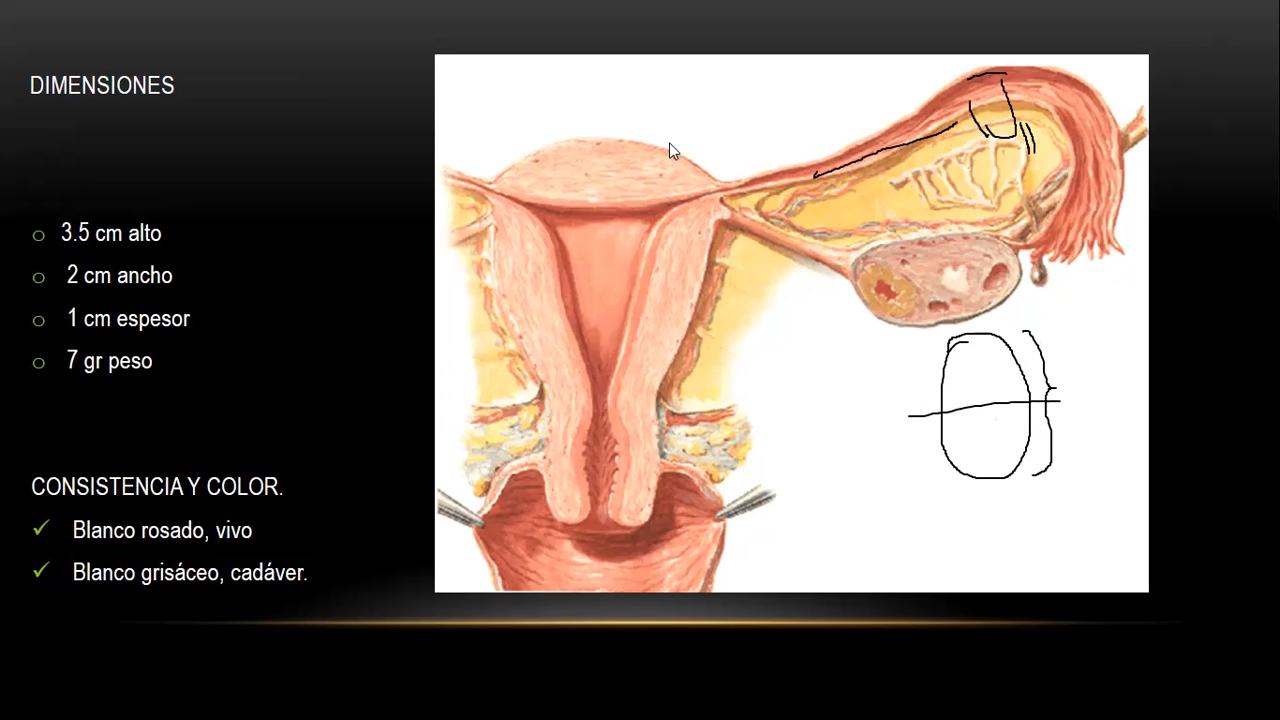 DIMENSIONES
3.5 cm alto
2 cm ancho
1 cm espesor
7 gr peso
CONSISTENCIA Y COLOR.
Blanco rosado, vivo
Blanco grisáceo, cadáver.